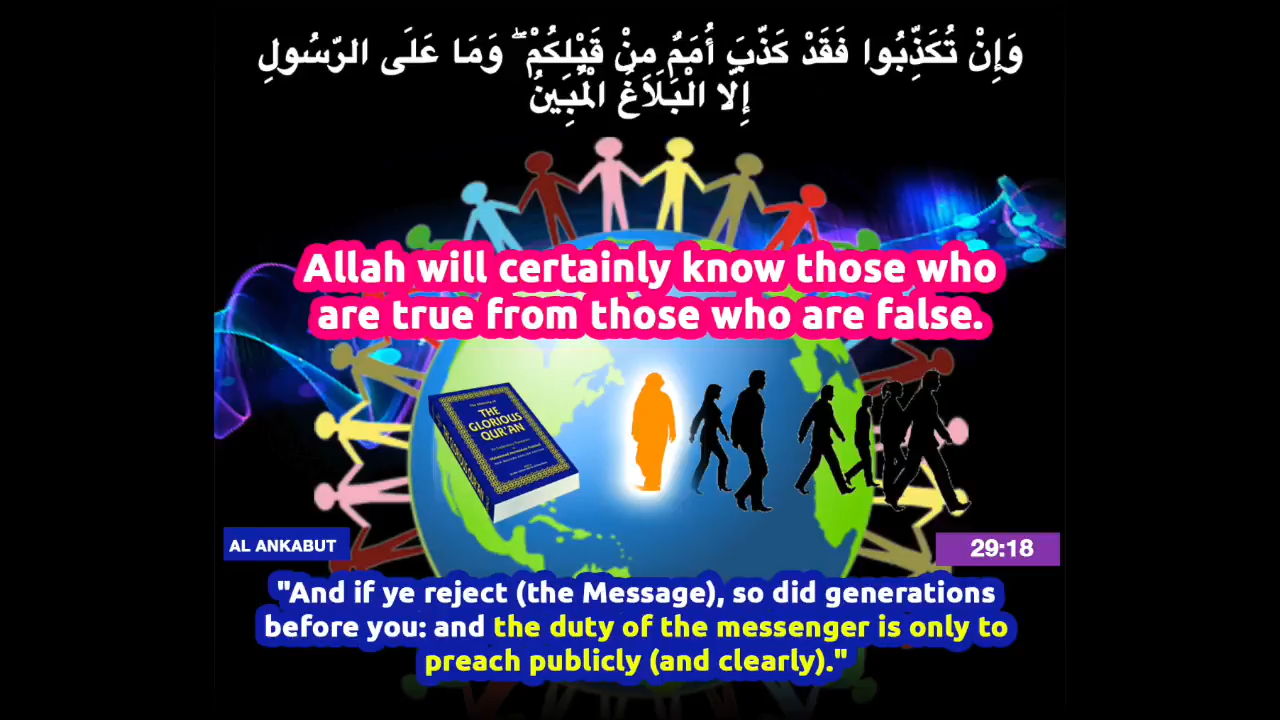 وَإِنْ تُكَذِّبُوا فَقَدْ كَذَّبَ أُمَمٌ مِنْ قَبْلِكُمْ ۖ وَمَا عَلَى الرَّسُولِ
إِلَّا الْبَلَاغُ الْمُبِينُ
Allah will certainly know those who
are true from those who are false.
THE
GLORIOUS
QUR'AN
AL ANKABUT
29:18
"And if ye reject (the Message), so did generations
before you: and the duty of the messenger is only to
preach publicly (and clearly)."